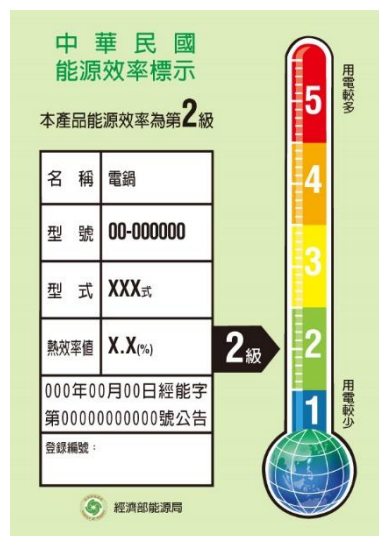 中華民國
能源效率標示
本產品能源效率為第2級
名稱 電鍋
型號 00-000000
型式 XXX式
熱效率值 X.X(%)
2級
000年00月00日經能字
第00000000000號公告
登錄編號：
經濟部能源局
用電較多
5
4
3
2
1
用電較少